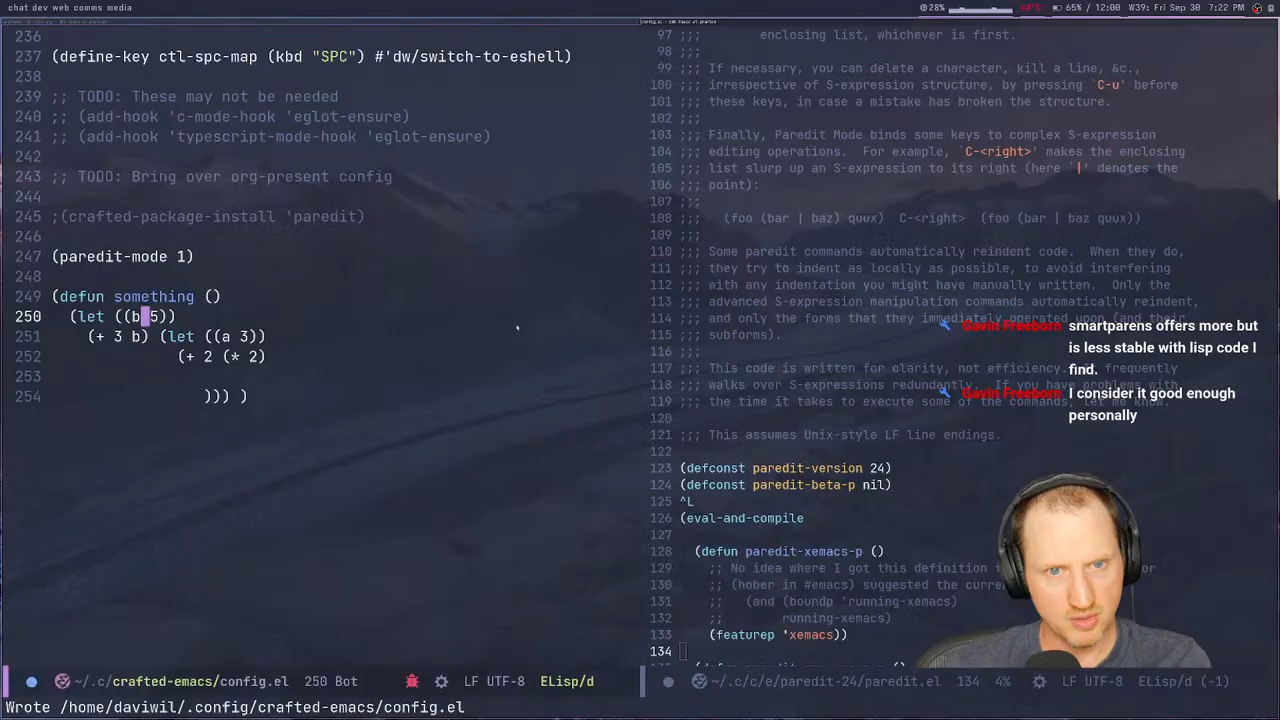 chat dev web comms media
28%
65% / 12:00 W39: Fri Sep 30 7:22 PM
236
237 (define-key ctl-spc-map (kbd "SPC") #'dw/switch-to-eshell)
238
239 ;; TODO: These may not be needed
240 ;; (add-hook 'c-mode-hook 'eglot-ensure)
241 ;; (add-hook 'typescript-mode-hook 'eglot-ensure)
242
243 ;; TODO: Bring over org-present config
244
245 ;(crafted-package-install 'paredit)
246
247 (paredit-mode 1)
248
249 (defun something ()
250 (let ((b 5))
251 (+ 3 b) (let ((a 3))
252 (+ 2 (* 2)
253
254 ))) )
~/.c/crafted-emacs/config.el 250 Bot LF UTF-8 ELisp/d
Wrote /home/daviwil/.config/crafted-emacs/config.el
97 ;;; enclosing list, whichever is first.
98 ;;;
99 ;;; If necessary, you can delete a character, kill a line, &c.,
100 ;;; irrespective of S-expression structure, by pressing `C-u' before
101 ;;; these keys, in case a mistake has broken the structure.
102 ;;;
103 ;;; Finally, Paredit Mode binds some keys to complex S-expression
104 ;;; editing operations. For example, `C-<right>' makes the enclosing
105 ;;; list slurp up an S-expression to its right (here `|' denotes the
106 ;;; point):
107 ;;;
108 ;;; (foo (bar | baz) quux) C-<right> (foo (bar | baz quux))
109 ;;;
110 ;;; Some paredit commands automatically reindent code. When they do,
111 ;;; they try to indent as locally as possible, to avoid interfering
112 ;;; with any indentation you might have manually written. Only the
113 ;;; advanced S-expression manipulation commands automatically reindent,
114 ;;; and only the forms that they immediately operated upon (and their
115 ;;; subforms).
116 ;;;
117 ;;; This code is written for clarity, not efficiency. frequently
118 ;;; walks over S-expressions redundantly. If you have problems with
119 ;;; the time it takes to execute some of the commands, let me know.
120
121 ;;; This assumes Unix-style LF line endings.
122
123 (defconst paredit-version 24)
124 (defconst paredit-beta-p nil)
125 ^L
126 (eval-and-compile
127
128 (defun paredit-xemacs-p ()
129 ;; No idea where I got this definition or
130 ;; (hober in #emacs) suggested the
131 ;; (and (boundp 'running-xemacs)
132 ;; running-xemacs)
133 (featurep 'xemacs))
134
~/.c/c/e/paredit-24/paredit.el 134 4% LF UTF-8 ELisp/d (-1)
Gavin Freeborn smartparens offers more but
is less stable with lisp code I
find.
Gavin Freeborn I consider it good enough
personally